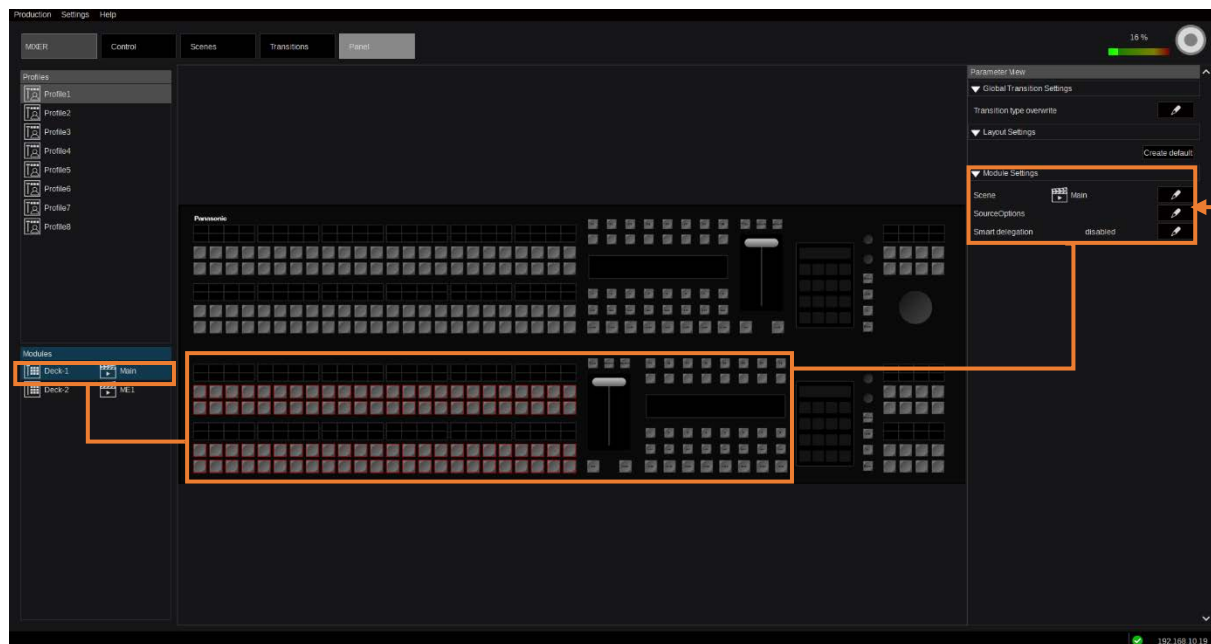 Production Settings Help
MIXER Control Scenes Transitions Panel
16 %
Profiles
Profile1
Profile2
Profile3
Profile4
Profile5
Profile6
Profile7
Profile8
Modules
Deck-1 Main
Deck-2 ME1
Panasonic
Parameter View
Global Transition Settings
Transition type overwrite
Layout Settings
Create default
Module Settings
Scene Main
SourceOptions
Smart delegation disabled
192.168.10.19